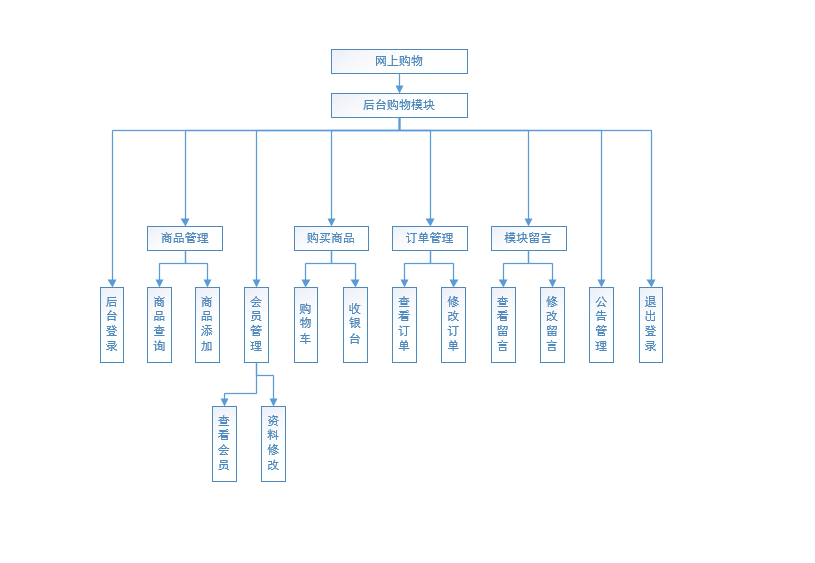 网上购物
后台购物模块
商品管理
购买商品
订单管理
模块留言
后台登录
商品查询
商品添加
会员管理
购物车
收银台
查看订单
修改订单
查看留言
修改留言
公告管理
退出登录
查看会员
资料修改